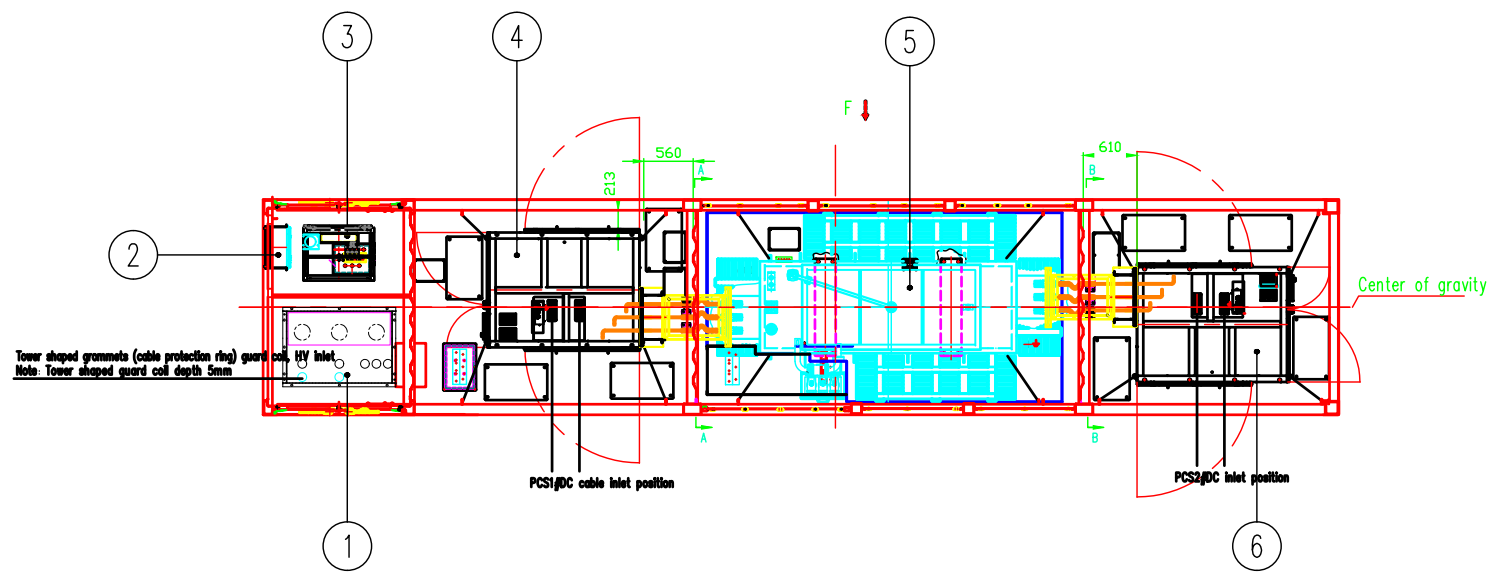 3
4
5
F
560
A
213
610
B
2
Center of gravity
Tower shaped grommets (cable protection ring) guard coil, HV inlet
Note: Tower shaped guard coil depth 5mm
A
B
PCS1#DC cable inlet position
PCS2#DC inlet position
1
6